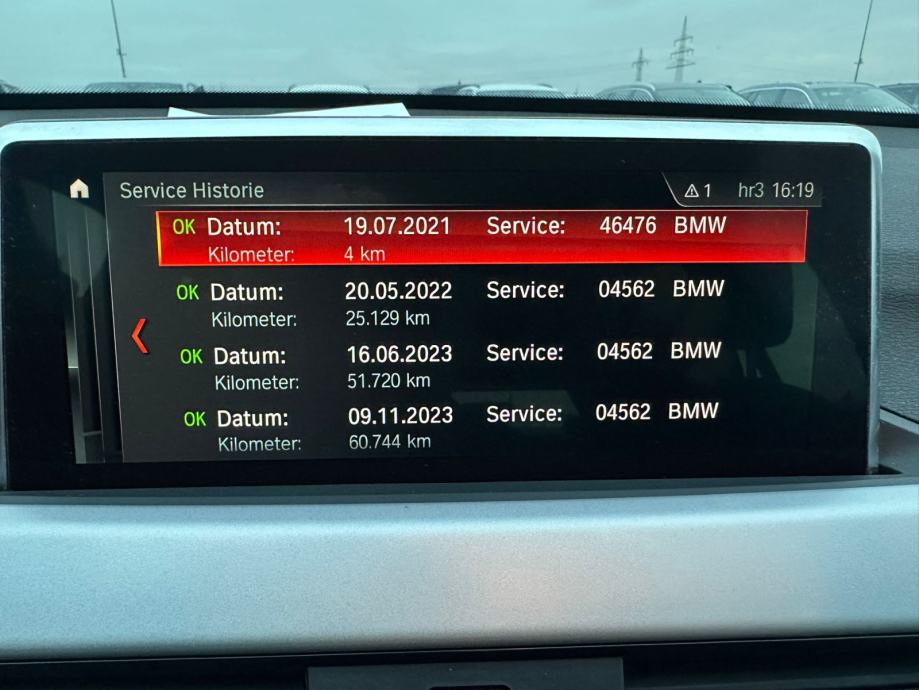 Service Historie ⚠ 1 hr3 16:19
OK Datum: 19.07.2021 Service: 46476 BMW
Kilometer: 4 km
OK Datum: 20.05.2022 Service: 04562 BMW
Kilometer: 25.129 km
OK Datum: 16.06.2023 Service: 04562 BMW
Kilometer: 51.720 km
OK Datum: 09.11.2023 Service: 04562 BMW
Kilometer: 60.744 km